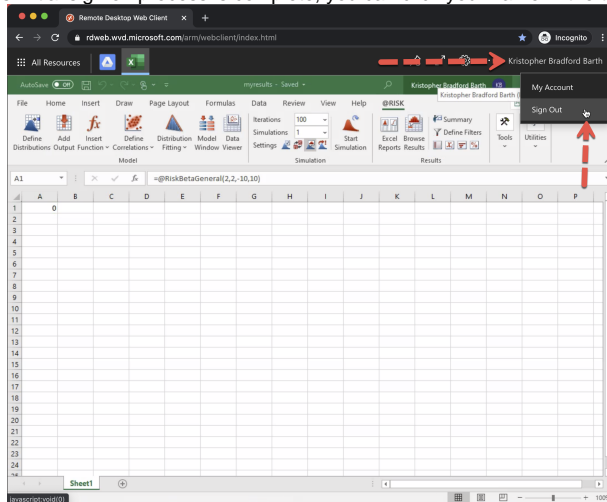 Remote Desktop Web Client
rdweb.wvd.microsoft.com/arm/webclient/index.html
Incognito
All Resources
Kristopher Bradford Barth
AutoSave Off
myresults - Saved
Kristopher Bradford Barth
KB
Kristopher Bradford Barth
My Account
Sign Out
File Home Insert Draw Page Layout Formulas Data Review View Help @RISK
Define Distributions
Add Output
Insert Function
Define Correlations
Distribution Fitting
Model Window
Data Viewer
Iterations 100
Simulations 1
Settings
Start Simulation
Excel Reports
Browse Results
Summary
Define Filters
Tools
Utilities
Model Simulation Results
A1 fx =@RiskBetaGeneral(2,2,-10,10)
A B C D E F G H I J K L M N O P
1 0
2
3
4
5
6
7
8
9
10
11
12
13
14
15
16
17
18
19
20
21
22
23
24
Sheet1
javascript:void(0)